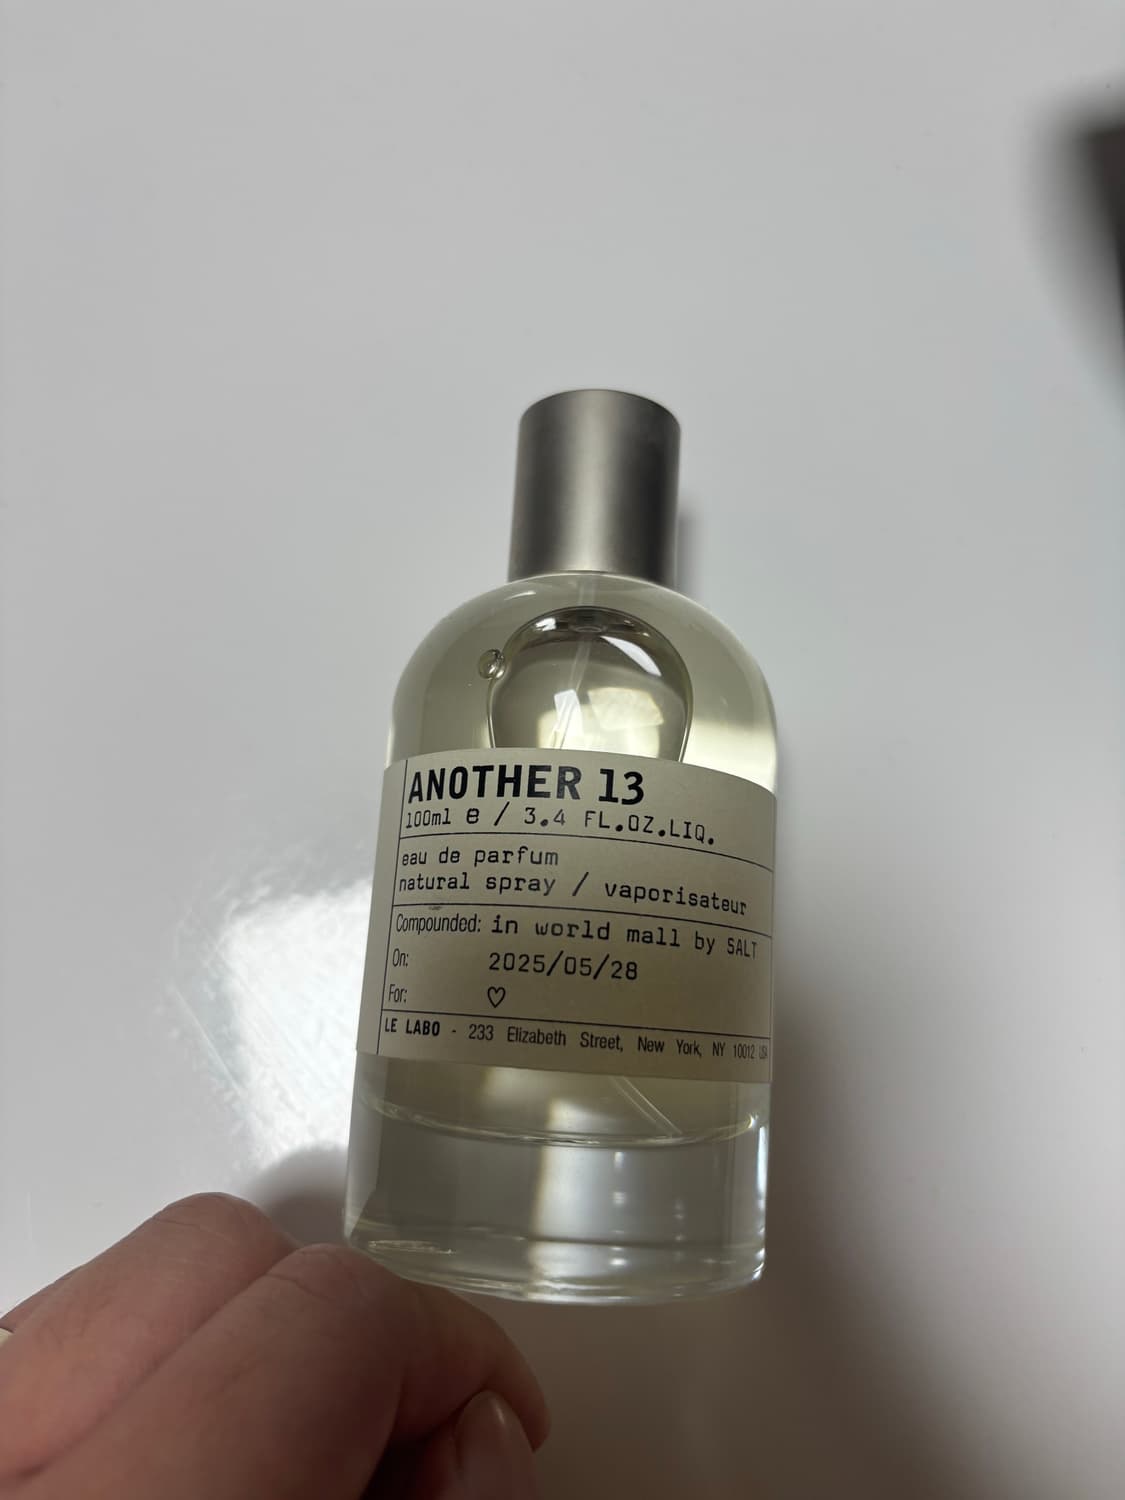 ANOTHER 13
100ml e / 3.4 FL.OZ.LIQ.
eau de parfum
natural spray / vaporisateur
Compounded: in world mall by SALT
On: 2025/05/28
For: ♡
LE LABO - 233 Elizabeth Street, New York, NY 10012 USA